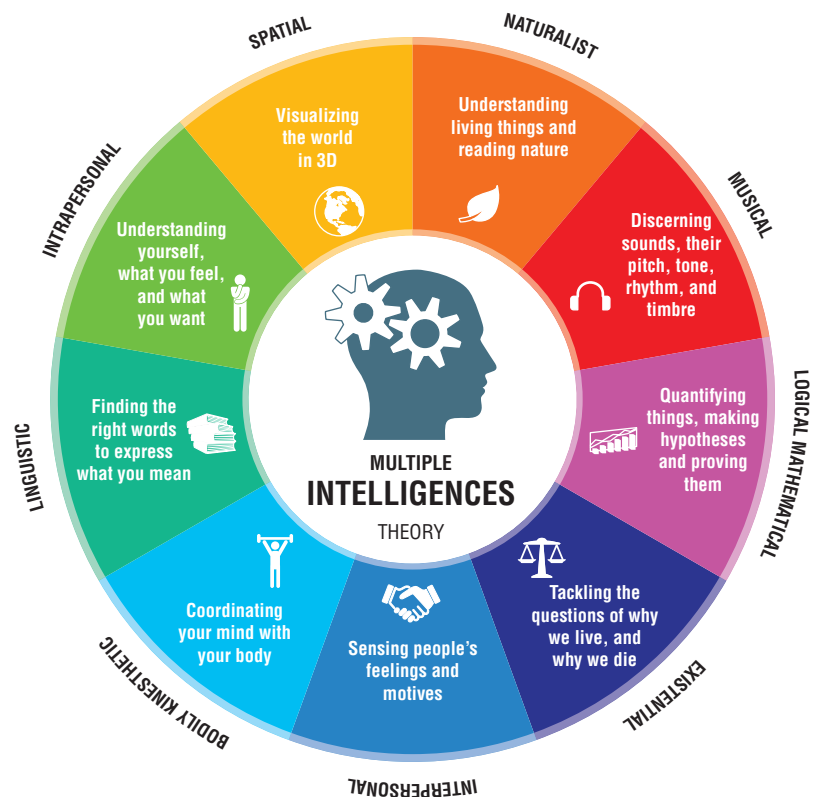 SPATIAL
Visualizing
the world
in 3D
NATURALIST
Understanding
living things and
reading nature
MUSICAL
Discerning
sounds, their
pitch, tone,
rhythm, and
timbre
LOGICAL MATHEMATICAL
Quantifying
things, making
hypotheses
and proving
them
EXISTENTIAL
Tackling the
questions of why
we live, and
why we die
INTERPERSONAL
Sensing people’s
feelings and
motives
BODILY KINESTHETIC
Coordinating
your mind with
your body
LINGUISTIC
Finding the
right words
to express
what you mean
INTRAPERSONAL
Understanding
yourself,
what you feel,
and what
you want
MULTIPLE
INTELLIGENCES
THEORY